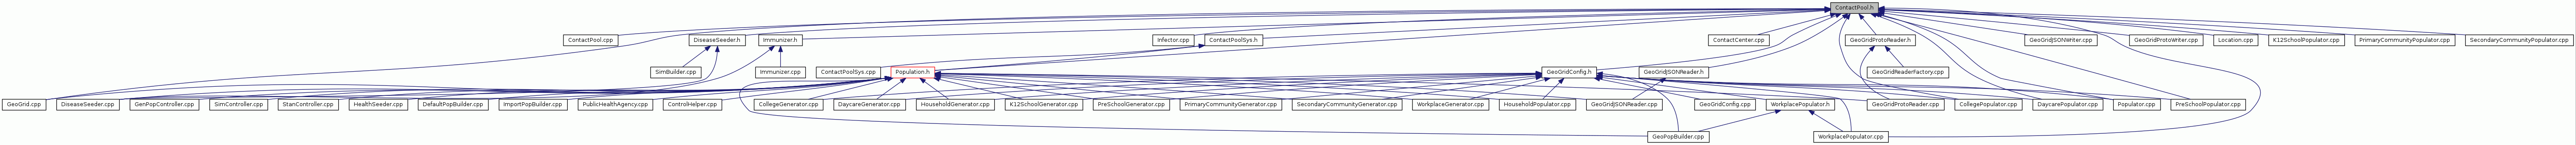 ContactPool.h
ContactPool.cpp
DiseaseSeeder.h
Immunizer.h
Infector.cpp
ContactPoolSys.h
ContactCenter.cpp
GeoGridProtoReader.h
GeoGridJSONWriter.cpp
GeoGridProtoWriter.cpp
Location.cpp
K12SchoolPopulator.cpp
PrimaryCommunityPopulator.cpp
SecondaryCommunityPopulator.cpp
SimBuilder.cpp
Immunizer.cpp
ContactPoolSys.cpp
Population.h
GeoGridConfig.h
GeoGridJSONReader.h
GeoGridReaderFactory.cpp
GeoGrid.cpp
DiseaseSeeder.cpp
GenPopController.cpp
SimController.cpp
StanController.cpp
HealthSeeder.cpp
DefaultPopBuilder.cpp
ImportPopBuilder.cpp
PublicHealthAgency.cpp
ControlHelper.cpp
CollegeGenerator.cpp
DaycareGenerator.cpp
HouseholdGenerator.cpp
K12SchoolGenerator.cpp
PreSchoolGenerator.cpp
PrimaryCommunityGenerator.cpp
SecondaryCommunityGenerator.cpp
WorkplaceGenerator.cpp
HouseholdPopulator.cpp
GeoGridJSONReader.cpp
GeoGridConfig.cpp
WorkplacePopulator.h
GeoGridProtoReader.cpp
CollegePopulator.cpp
DaycarePopulator.cpp
Populator.cpp
PreSchoolPopulator.cpp
GeoPopBuilder.cpp
WorkplacePopulator.cpp